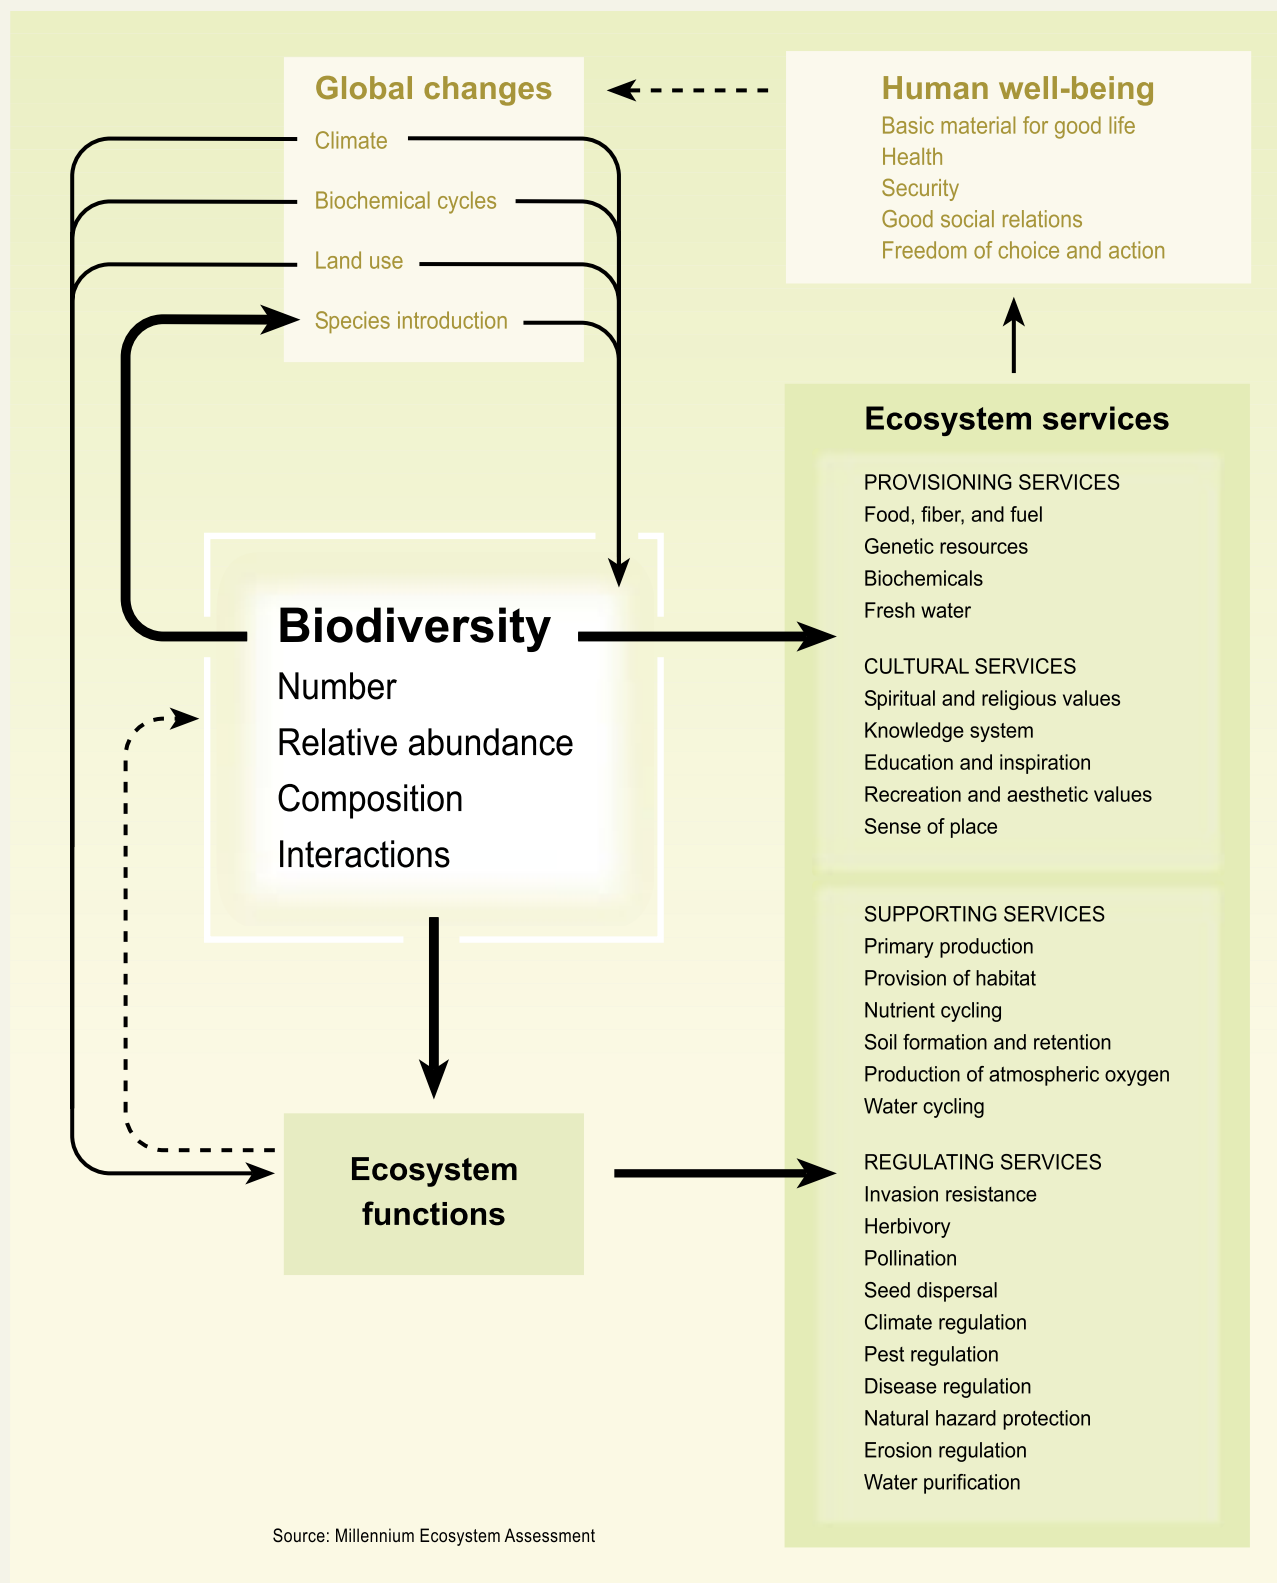 Global changes
Climate
Biochemical cycles
Land use
Species introduction
Human well-being
Basic material for good life
Health
Security
Good social relations
Freedom of choice and action
Biodiversity
Number
Relative abundance
Composition
Interactions
Ecosystem
functions
Ecosystem services
PROVISIONING SERVICES
Food, fiber, and fuel
Genetic resources
Biochemicals
Fresh water
CULTURAL SERVICES
Spiritual and religious values
Knowledge system
Education and inspiration
Recreation and aesthetic values
Sense of place
SUPPORTING SERVICES
Primary production
Provision of habitat
Nutrient cycling
Soil formation and retention
Production of atmospheric oxygen
Water cycling
REGULATING SERVICES
Invasion resistance
Herbivory
Pollination
Seed dispersal
Climate regulation
Pest regulation
Disease regulation
Natural hazard protection
Erosion regulation
Water purification
Source: Millennium Ecosystem Assessment